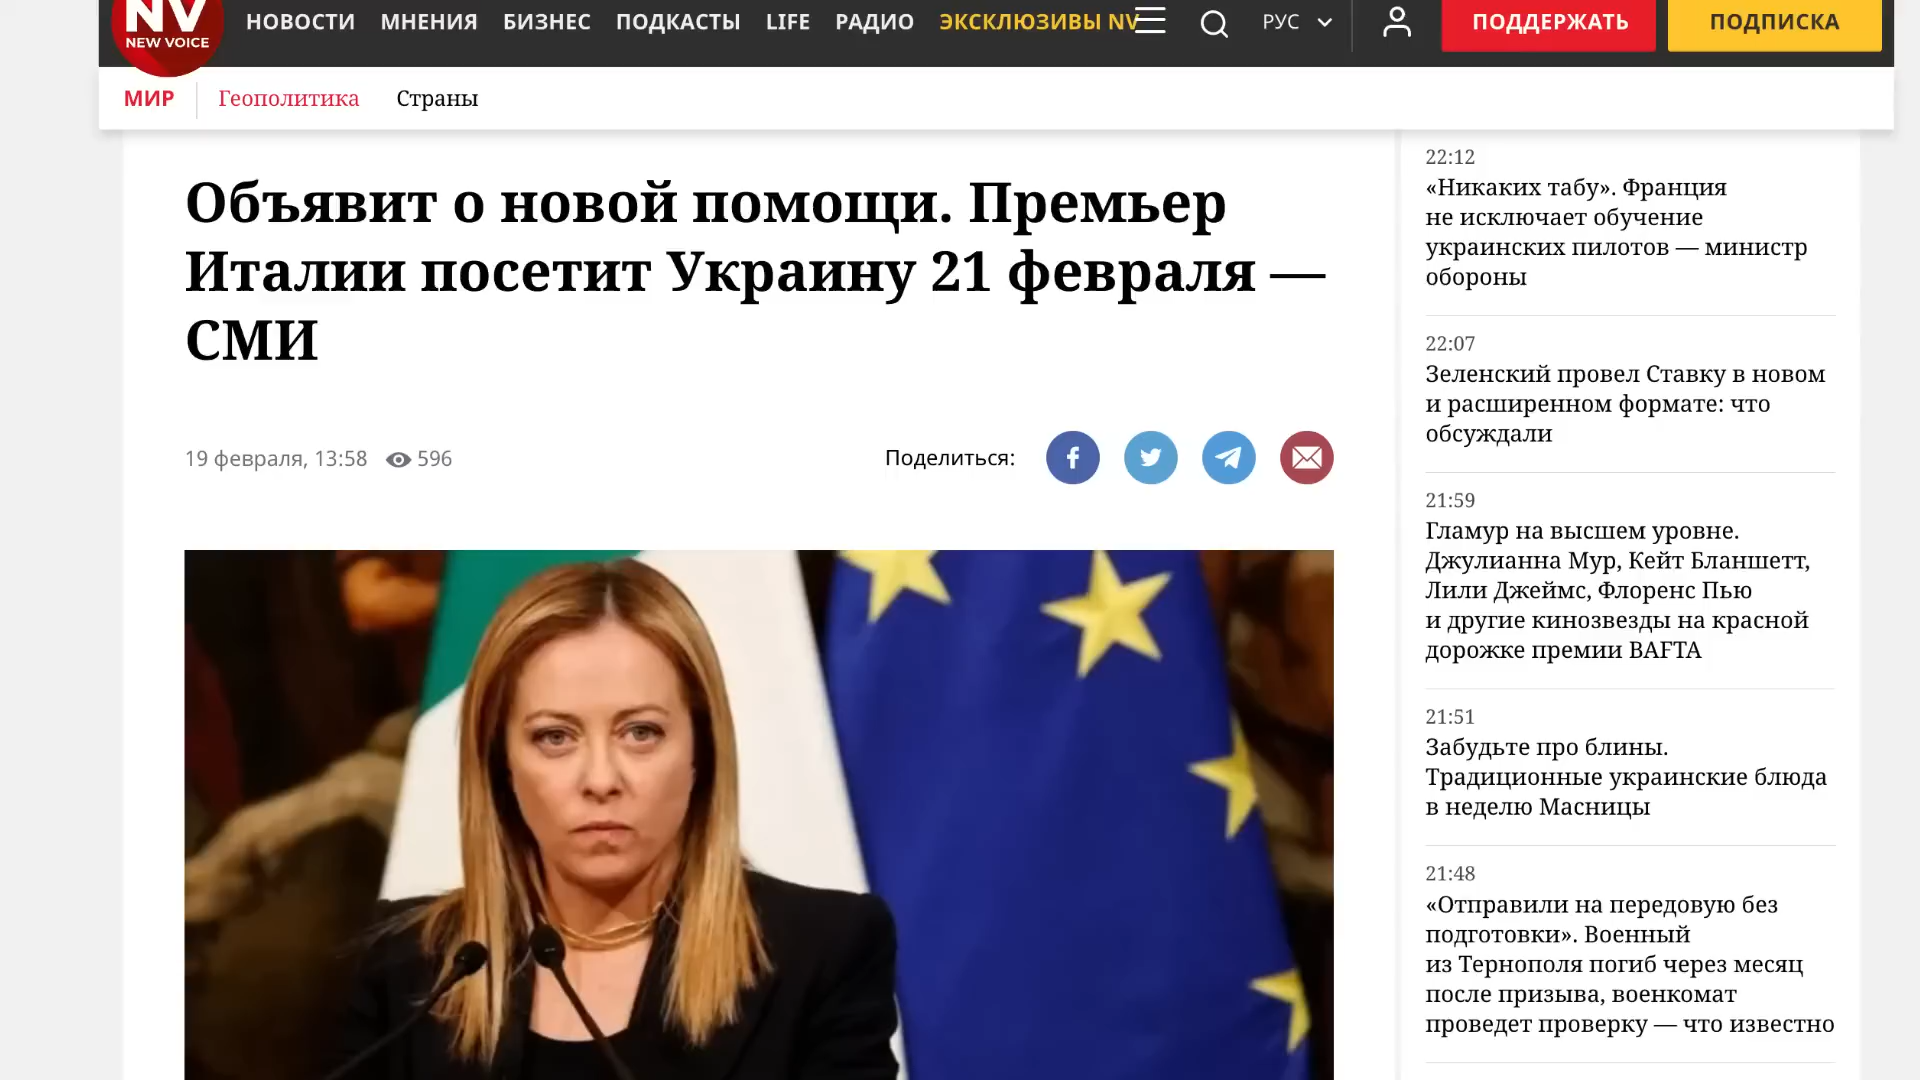 NV
NEW VOICE
НОВОСТИ МНЕНИЯ БИЗНЕС ПОДКАСТЫ LIFE РАДИО ЭКСКЛЮЗИВЫ NV РУС ПОДДЕРЖАТЬ ПОДПИСКА
МИР Геополитика Страны
Объявит о новой помощи. Премьер
Италии посетит Украину 21 февраля —
СМИ
19 февраля, 13:58 596
Поделиться:
22:12
«Никаких табу». Франция
не исключает обучение
украинских пилотов — министр
обороны
22:07
Зеленский провел Ставку в новом
и расширенном формате: что
обсуждали
21:59
Гламур на высшем уровне.
Джулианна Мур, Кейт Бланшетт,
Лили Джеймс, Флоренс Пью
и другие кинозвезды на красной
дорожке премии BAFTA
21:51
Забудьте про блины.
Традиционные украинские блюда
в неделю Масницы
21:48
«Отправили на передовую без
подготовки». Военный
из Тернополя погиб через месяц
после призыва, военкомат
проведет проверку — что известно